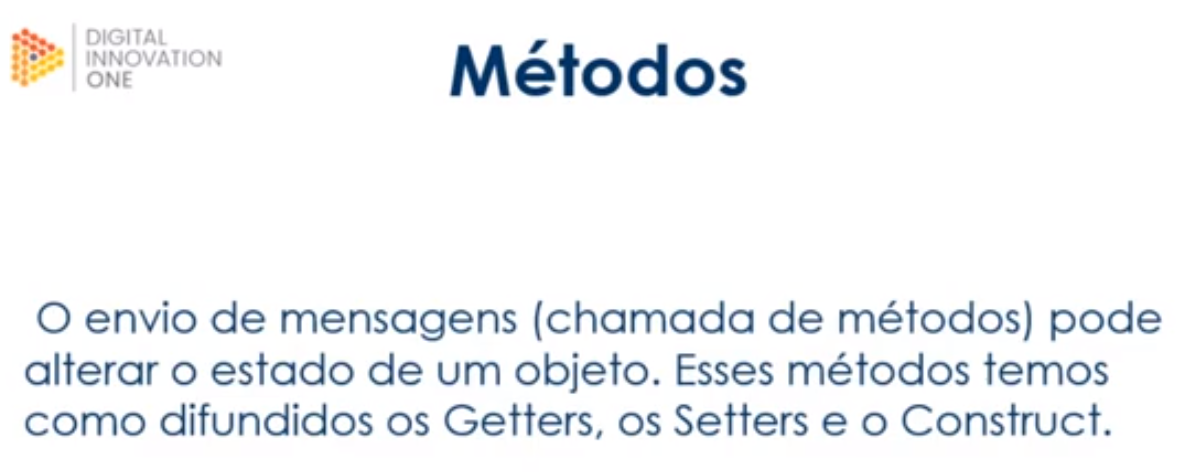 DIGITAL
INNOVATION
ONE
Métodos
O envio de mensagens (chamada de métodos) pode
alterar o estado de um objeto. Esses métodos temos
como difundidos os Getters, os Setters e o Construct.